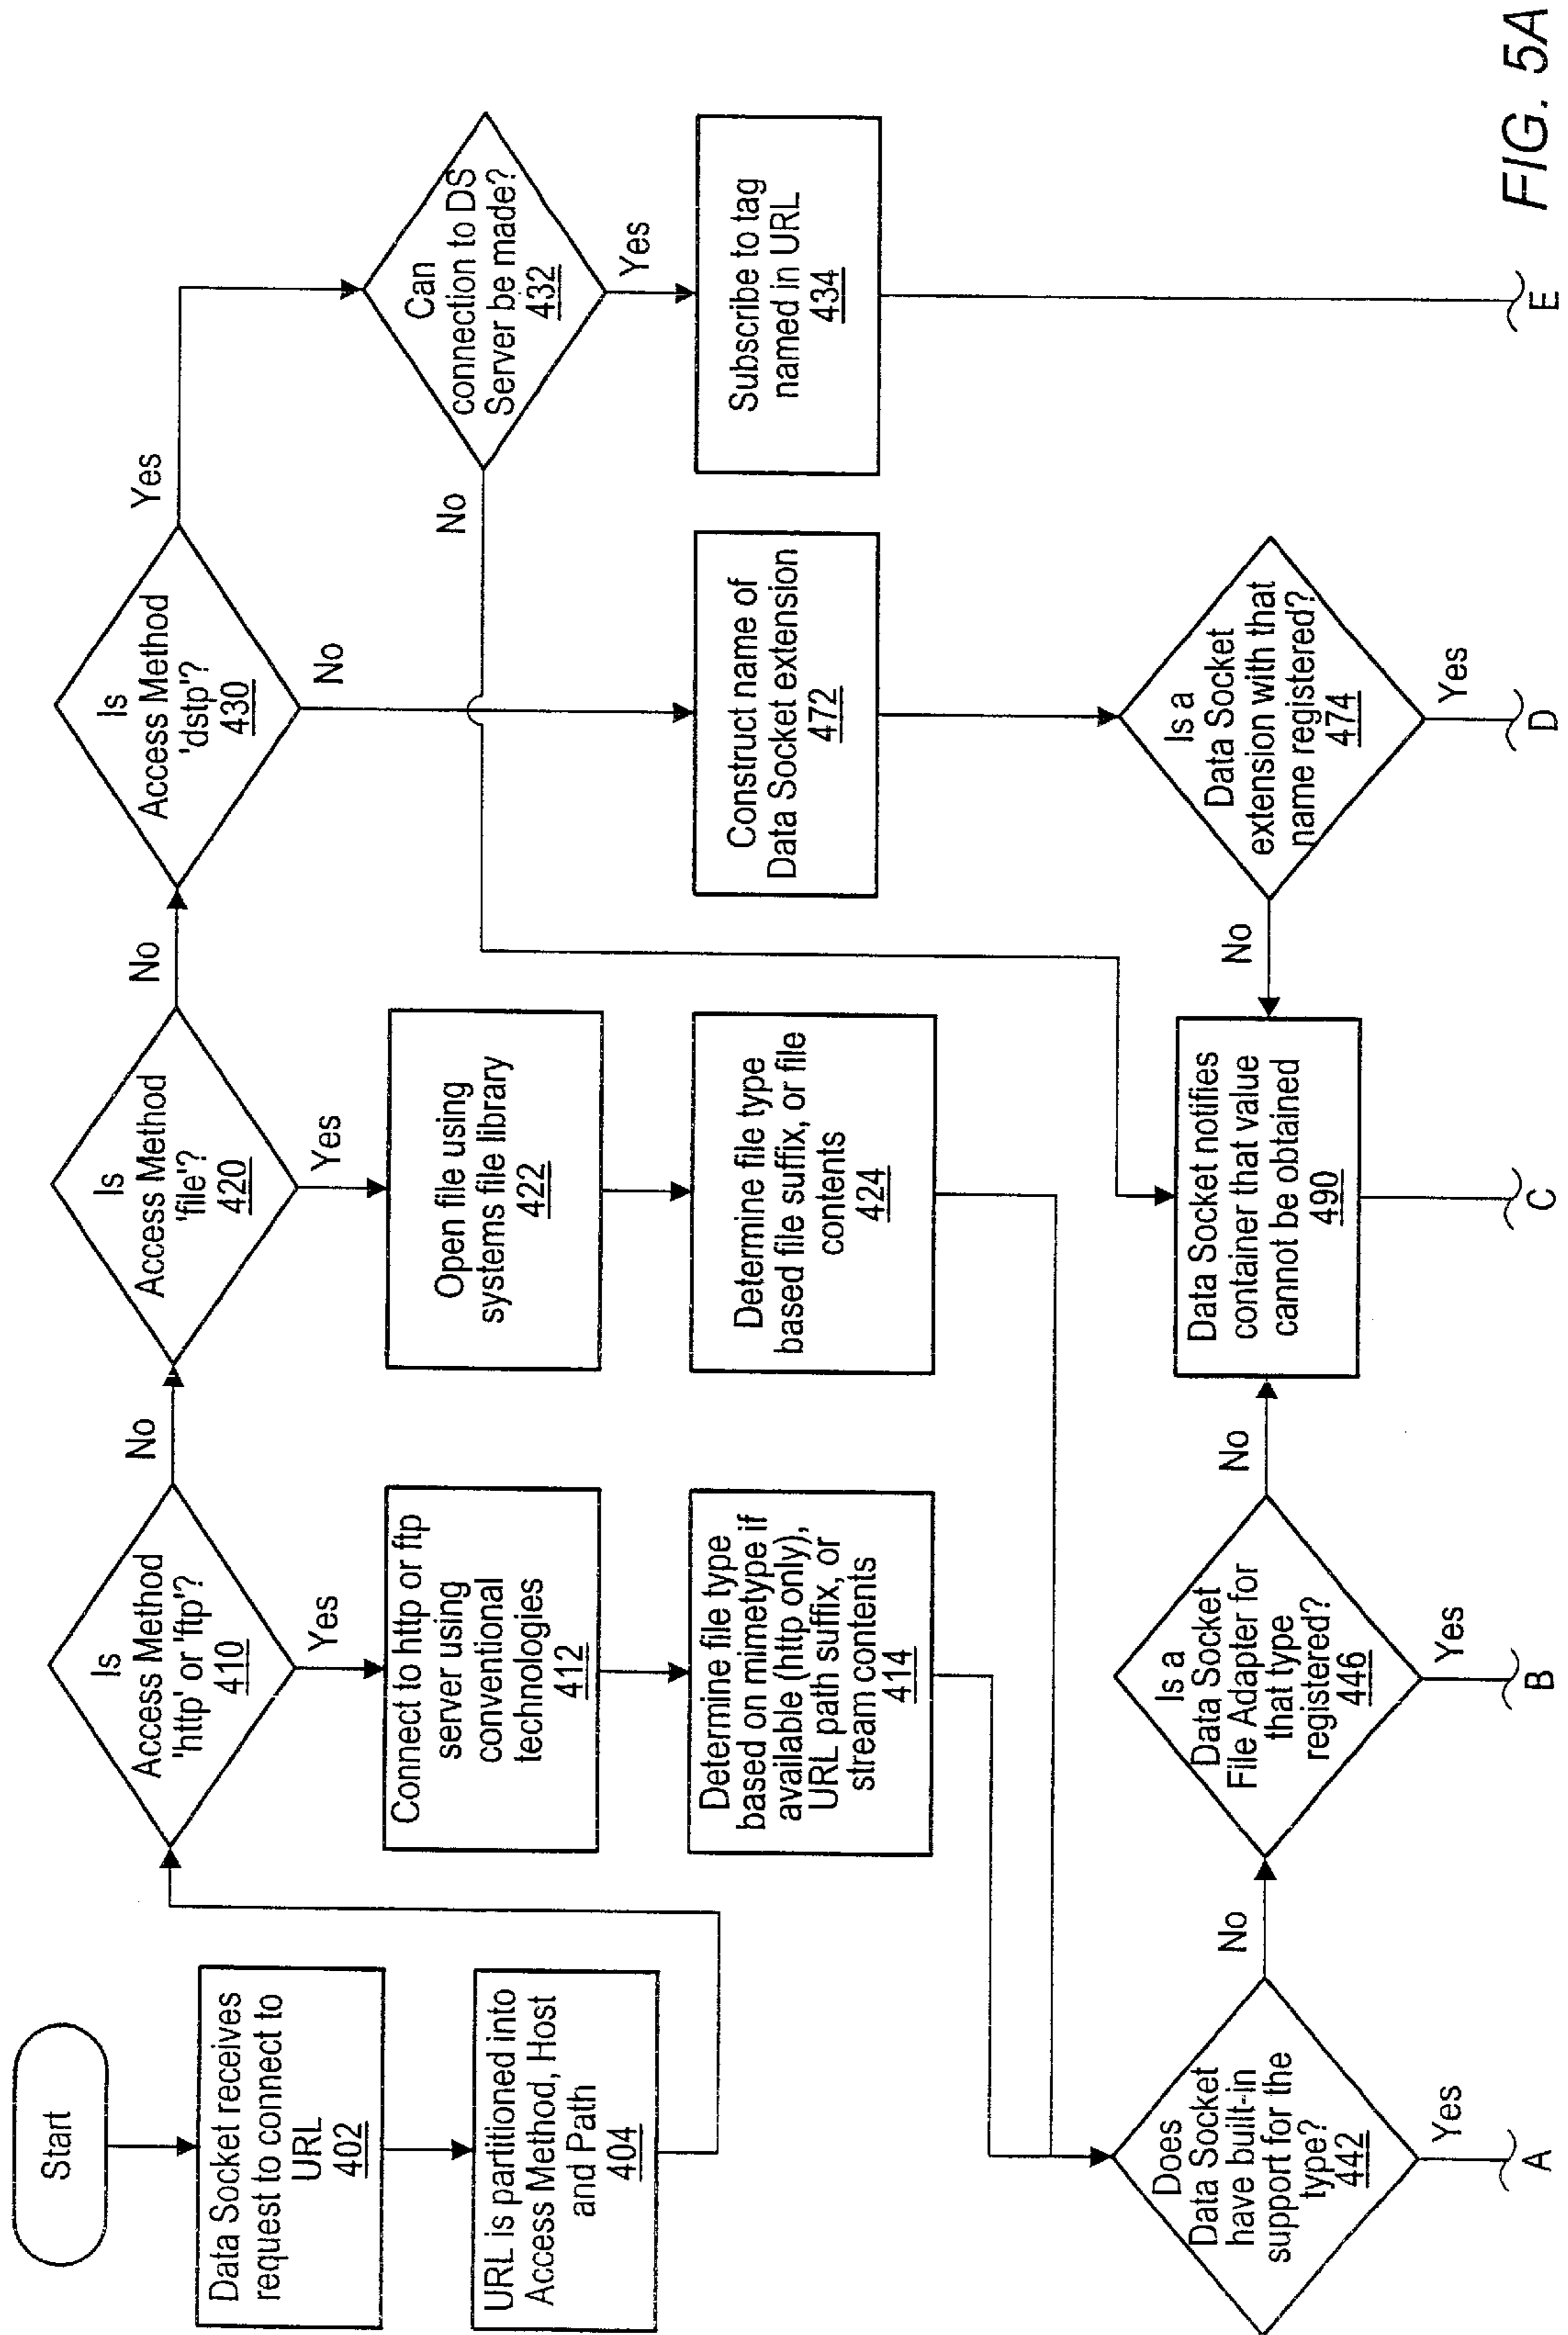 Start
Data Socket receives
request to connect to
URL
402
URL is partitioned into
Access Method, Host
and Path
404
Is
Access Method
'http' or 'ftp'?
410
No
Yes
Connect to http or ftp
server using
conventional
technologies
412
Determine file type
based on mimetype if
available (http only),
URL path suffix, or
stream contents
414
Is
Access Method
'file'?
420
No
Yes
Open file using
systems file library
422
Determine file type
based file suffix, or file
contents
424
Is
Access Method
'dstp'?
430
Yes
No
Can
connection to DS
Server be made?
432
No
Yes
Subscribe to tag
named in URL
434
E
Construct name of
Data Socket extension
472
Is a
Data Socket
extension with that
name registered?
474
No
Yes
D
Does
Data Socket
have built-in
support for the
type?
442
No
Yes
A
Is a
Data Socket
File Adapter for
that type
registered?
446
No
Yes
B
Data Socket notifies
container that value
cannot be obtained
490
C
FIG. 5A